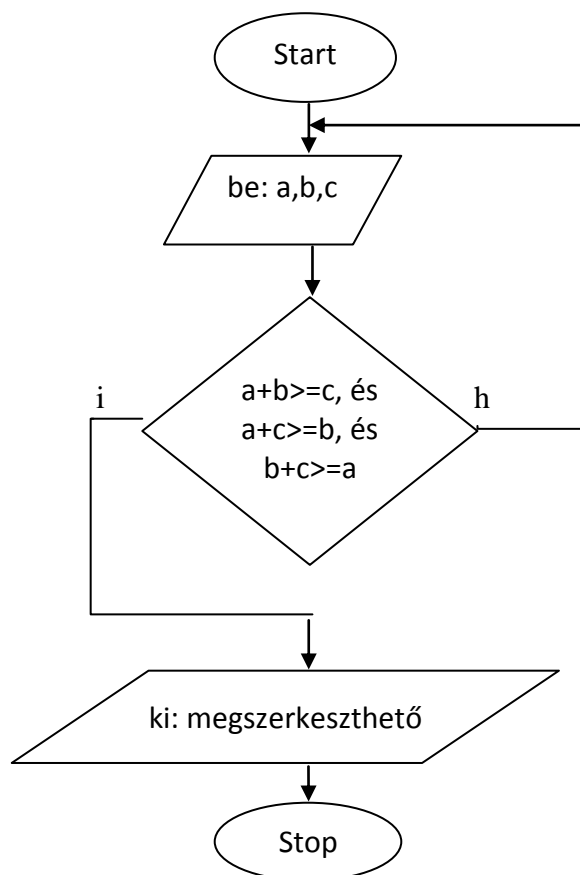 Start
be: a,b,c
i
h
a+b>=c, és
a+c>=b, és
b+c>=a
ki: megszerkeszthető
Stop